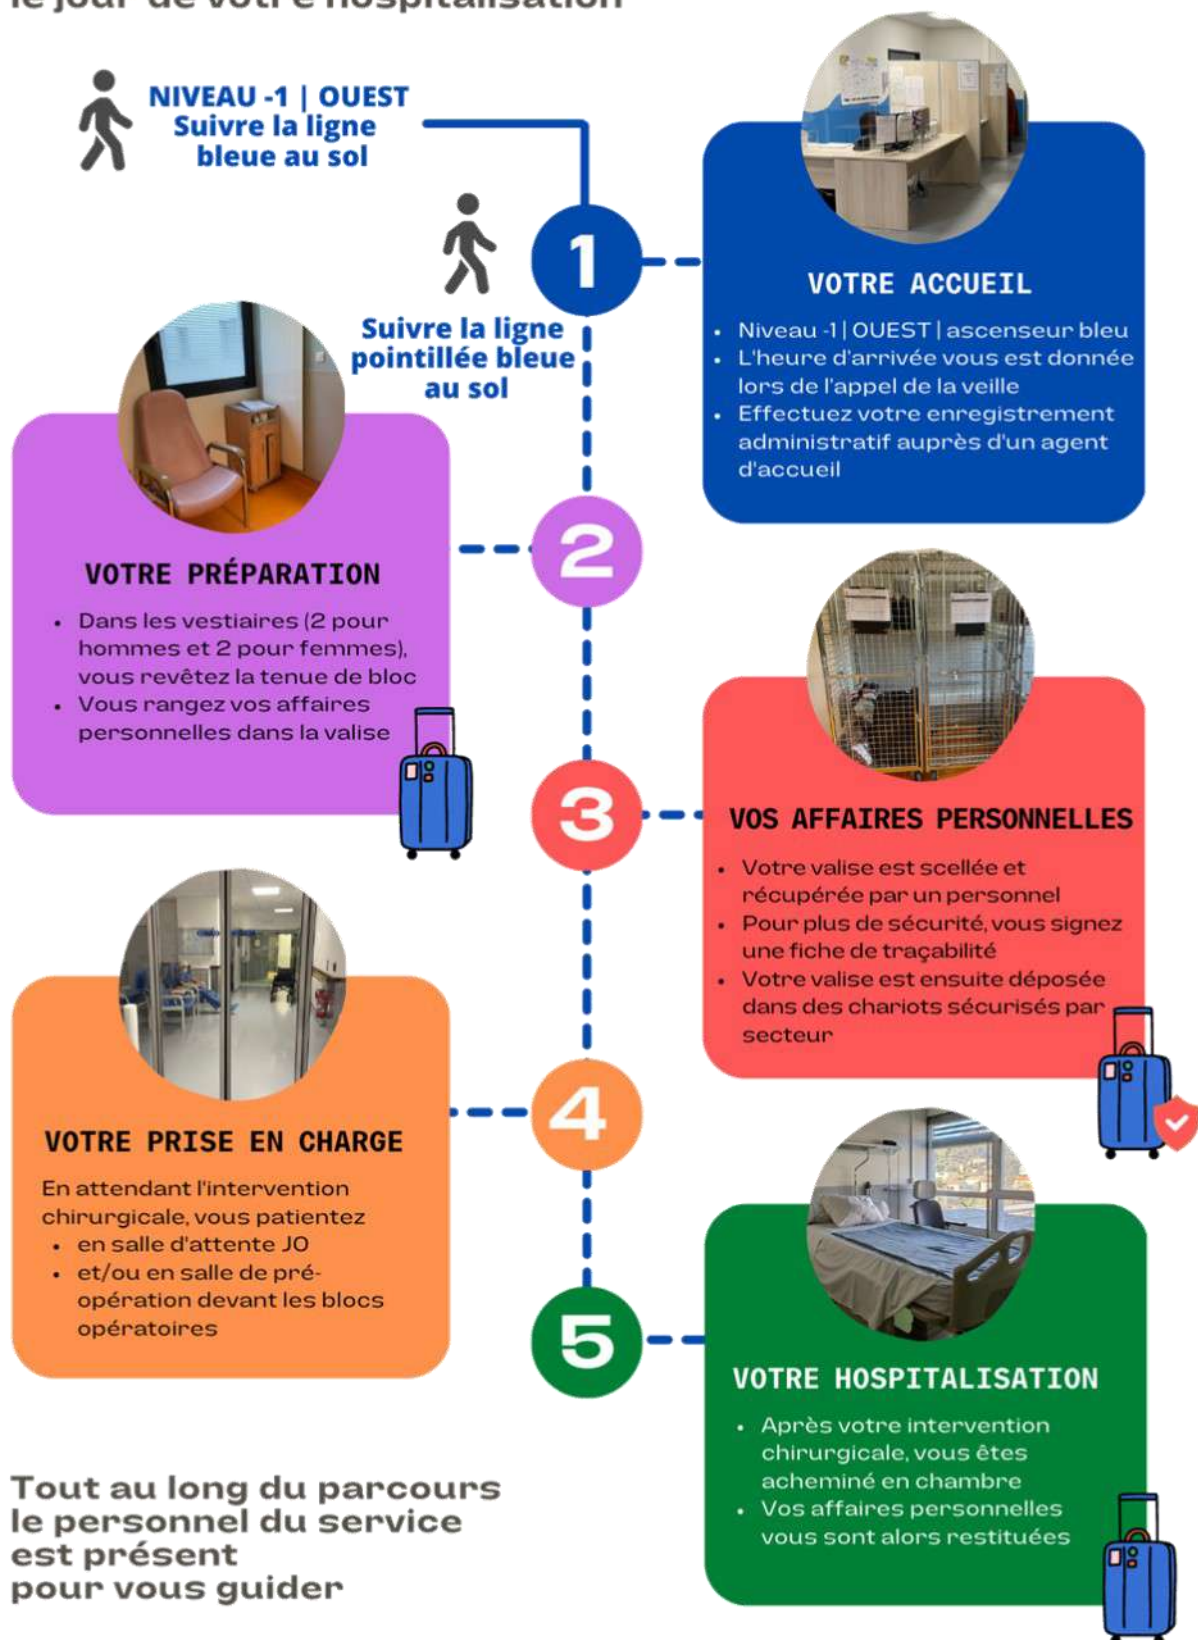 le jour de votre hospitalisation
NIVEAU -1 | OUEST
Suivre la ligne
bleue au sol
1
VOTRE ACCUEIL
• Niveau -1 | OUEST | ascenseur bleu
• L'heure d'arrivée vous est donnée
lors de l'appel de la veille
• Effectuez votre enregistrement
administratif auprès d'un agent
d'accueil
Suivre la ligne
pointillée bleue
au sol
2
VOTRE PRÉPARATION
• Dans les vestiaires (2 pour
hommes et 2 pour femmes),
vous revêtez la tenue de bloc
• Vous rangez vos affaires
personnelles dans la valise
3
VOS AFFAIRES PERSONNELLES
• Votre valise est scellée et
récupérée par un personnel
• Pour plus de sécurité, vous signez
une fiche de traçabilité
• Votre valise est ensuite déposée
dans des chariots sécurisés par
secteur
4
VOTRE PRISE EN CHARGE
En attendant l'intervention
chirurgicale, vous patientez
• en salle d'attente J0
• et/ou en salle de pré-
opération devant les blocs
opératoires
5
VOTRE HOSPITALISATION
• Après votre intervention
chirurgicale, vous êtes
acheminé en chambre
• Vos affaires personnelles
vous sont alors restituées
Tout au long du parcours
le personnel du service
est présent
pour vous guider